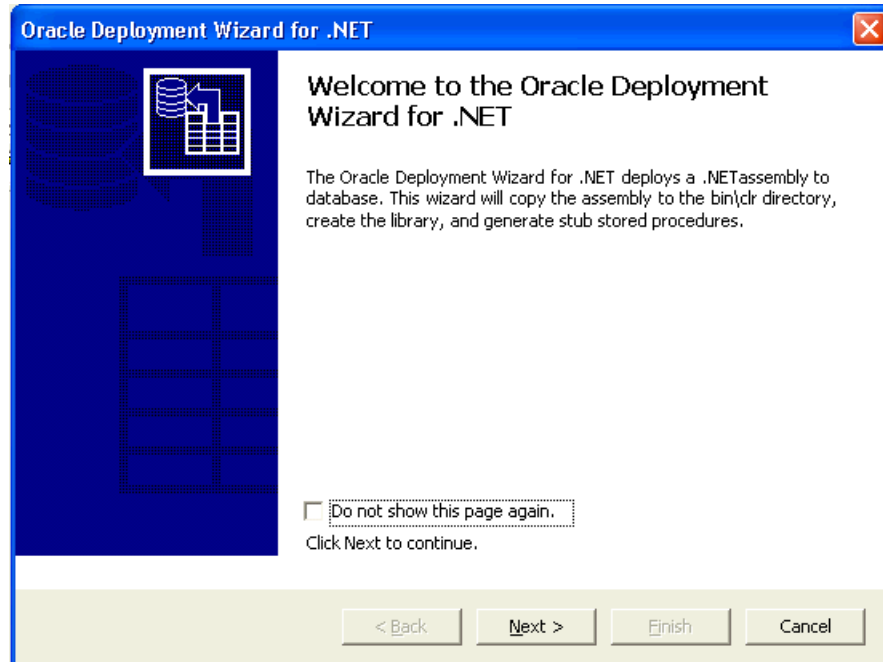 Oracle Deployment Wizard for .NET
Welcome to the Oracle Deployment
Wizard for .NET
The Oracle Deployment Wizard for .NET deploys a .NETassembly to
database. This wizard will copy the assembly to the bin\clr directory,
create the library, and generate stub stored procedures.
Do not show this page again.
Click Next to continue.
< Back Next > Finish Cancel